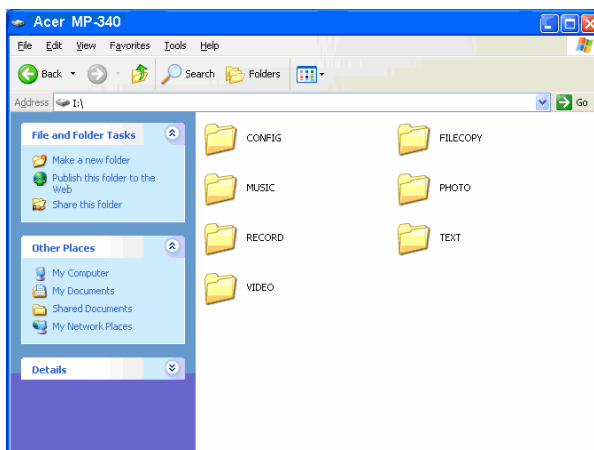 Acer MP-340
File Edit View Favorites Tools Help
Back Search Folders
Address I:\ Go
File and Folder Tasks
Make a new folder
Publish this folder to the
Web
Share this folder
Other Places
My Computer
My Documents
Shared Documents
My Network Places
Details
CONFIG FILECOPY
MUSIC PHOTO
RECORD TEXT
VIDEO